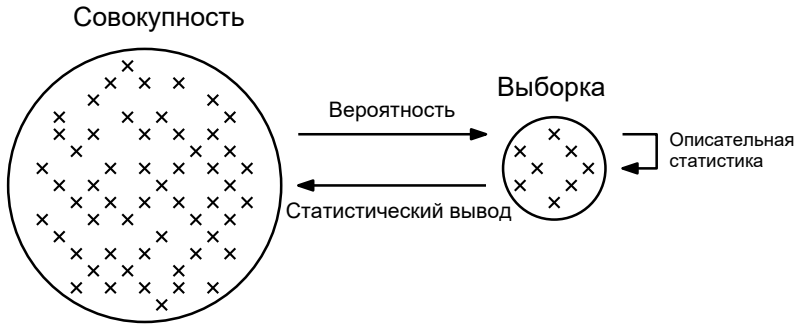 Совокупность
Выборка
Вероятность
Описательная
статистика
Статистический вывод